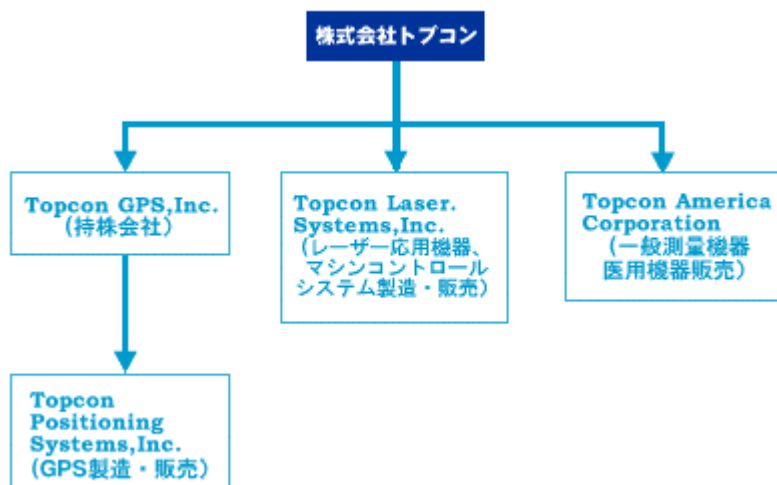 株式会社トプコン
Topcon GPS,Inc.
（持株会社）
Topcon Laser.
Systems,Inc.
（レーザー応用機器、
マシンコントロール
システム製造・販売）
Topcon America
Corporation
（一般測量機器
医用機器販売）
Topcon
Positioning
Systems,Inc.
（GPS製造・販売）